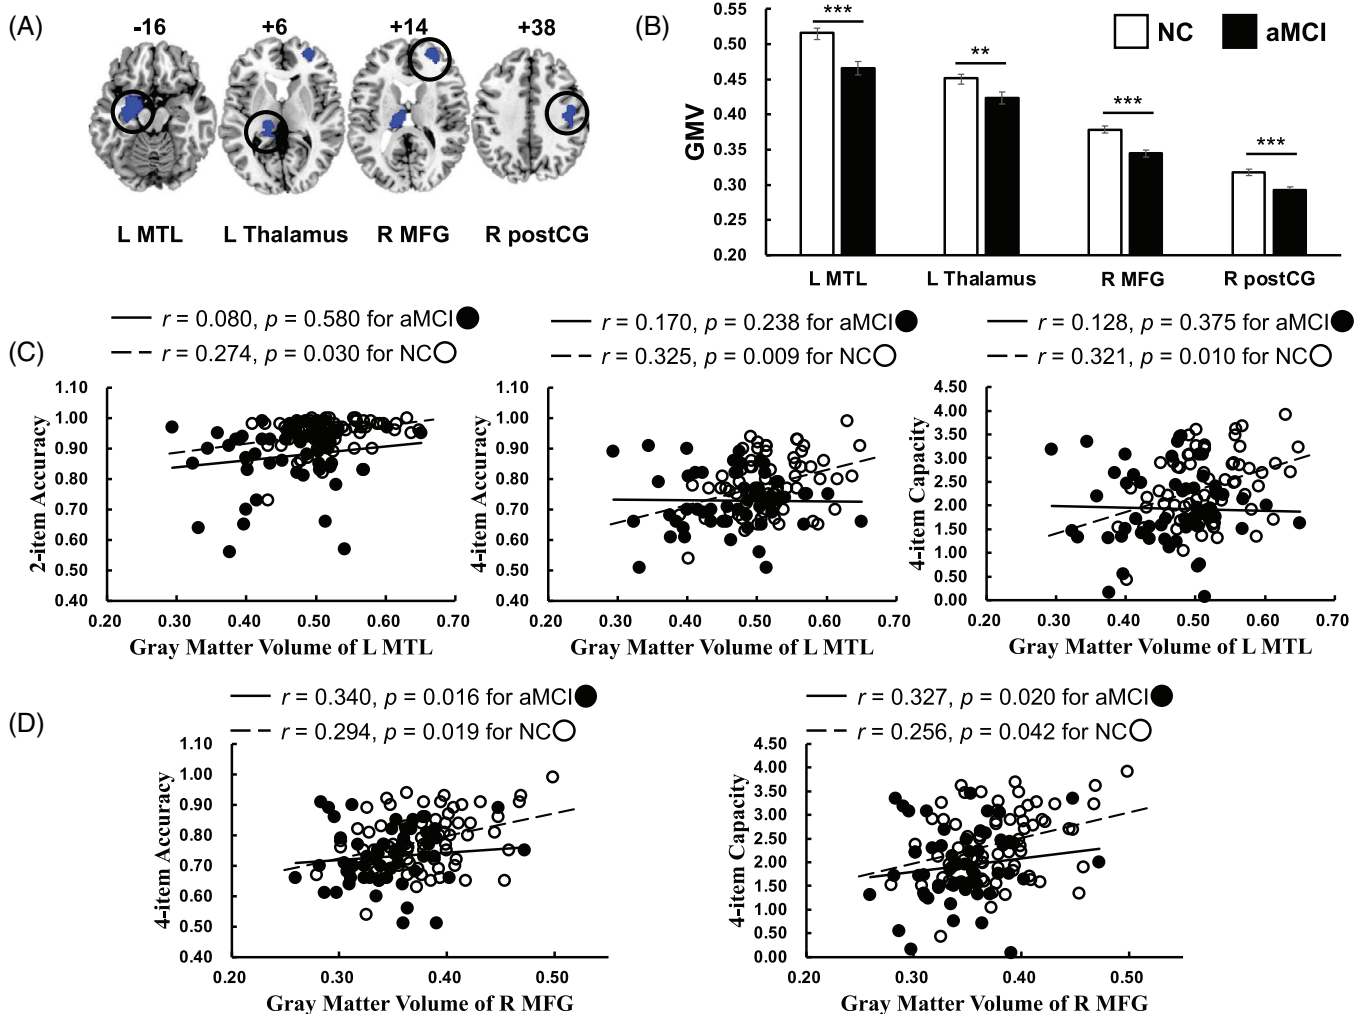 (A)
-16 +6 +14 +38
L MTL L Thalamus R MFG R postCG
(B)
GMV
0.55
0.50
0.45
0.40
0.35
0.30
0.25
0.20
*** ** *** ***
NC aMCI
L MTL L Thalamus R MFG R postCG
(C)
r = 0.080, p = 0.580 for aMCI
r = 0.274, p = 0.030 for NC
2-item Accuracy
1.10
1.00
0.90
0.80
0.70
0.60
0.50
0.40
0.20 0.30 0.40 0.50 0.60 0.70
Gray Matter Volume of L MTL
r = 0.170, p = 0.238 for aMCI
r = 0.325, p = 0.009 for NC
4-item Accuracy
1.10
1.00
0.90
0.80
0.70
0.60
0.50
0.40
0.20 0.30 0.40 0.50 0.60 0.70
Gray Matter Volume of L MTL
r = 0.128, p = 0.375 for aMCI
r = 0.321, p = 0.010 for NC
4-item Capacity
4.50
4.00
3.50
3.00
2.50
2.00
1.50
1.00
0.50
0.00
0.20 0.30 0.40 0.50 0.60 0.70
Gray Matter Volume of L MTL
(D)
r = 0.340, p = 0.016 for aMCI
r = 0.294, p = 0.019 for NC
4-item Accuracy
1.10
1.00
0.90
0.80
0.70
0.60
0.50
0.40
0.20 0.30 0.40 0.50
Gray Matter Volume of R MFG
r = 0.327, p = 0.020 for aMCI
r = 0.256, p = 0.042 for NC
4-item Capacity
4.50
4.00
3.50
3.00
2.50
2.00
1.50
1.00
0.50
0.00
0.20 0.30 0.40 0.50
Gray Matter Volume of R MFG